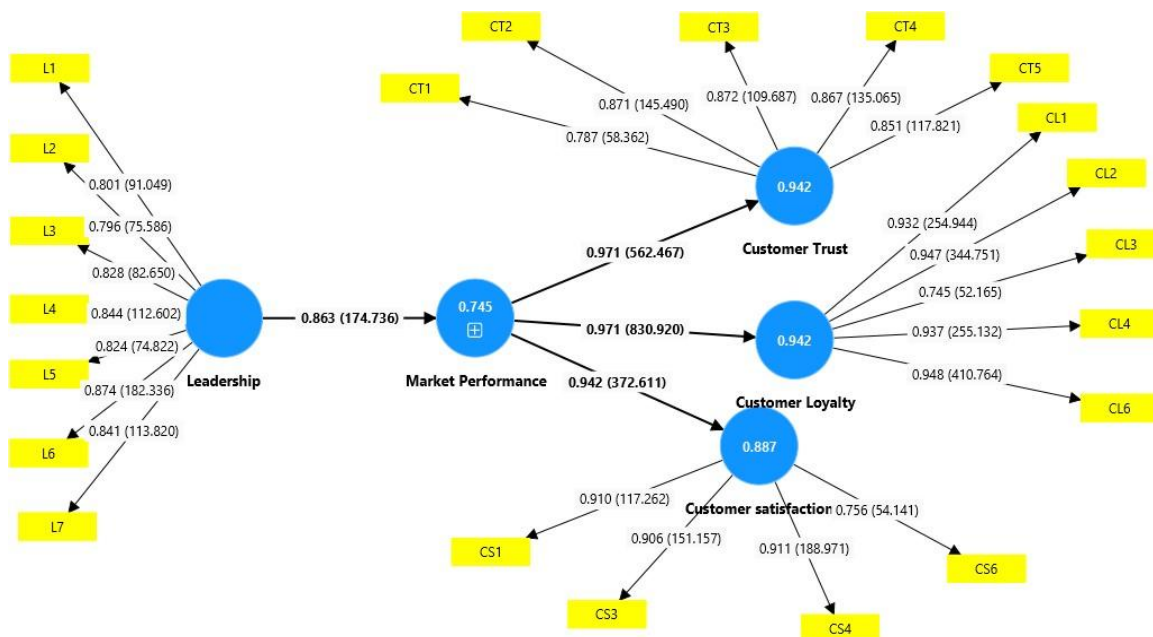 L1
L2
L3
L4
L5
L6
L7
0.801 (91.049)
0.796 (75.586)
0.828 (82.650)
0.844 (112.602)
0.824 (74.822)
0.874 (182.336)
0.841 (113.820)
Leadership
0.863 (174.736)
0.745
Market Performance
0.971 (562.467)
0.971 (830.920)
0.942 (372.611)
CT1
CT2
CT3
CT4
CT5
0.787 (58.362)
0.871 (145.490)
0.872 (109.687)
0.867 (135.065)
0.851 (117.821)
0.942
Customer Trust
CL1
CL2
CL3
CL4
CL6
0.932 (254.944)
0.947 (344.751)
0.745 (52.165)
0.937 (255.132)
0.948 (410.764)
0.942
Customer Loyalty
0.887
Customer satisfaction
0.910 (117.262)
0.906 (151.157)
0.911 (188.971)
0.756 (54.141)
CS1
CS3
CS4
CS6